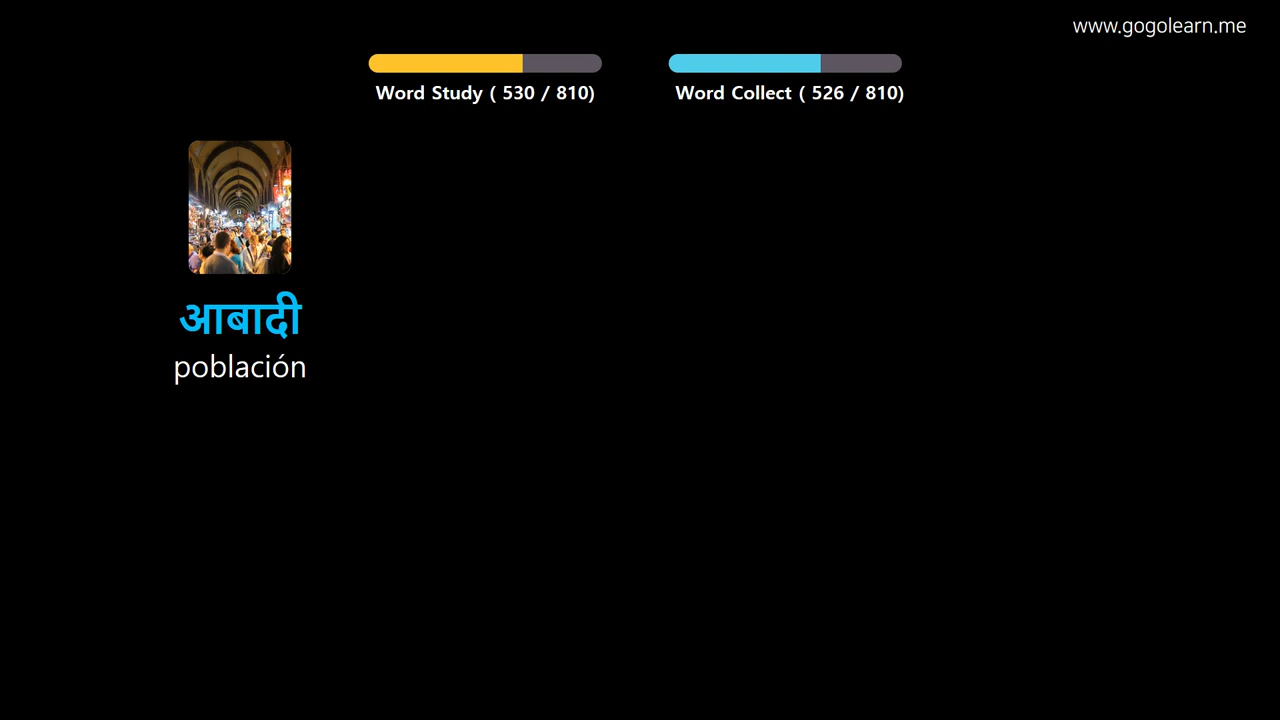 www.gogolearn.me
Word Study ( 530 / 810)
Word Collect ( 526 / 810)
आबादी
población